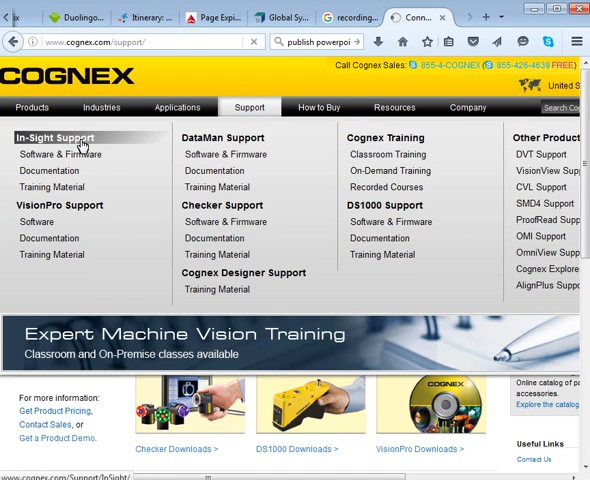 ix
Duolingo...
Itinerary: ...
Page Expi...
Global Sy...
recording...
Conn...
www.cognex.com/support/
publish powerpoi
COGNEX
Call Cognex Sales: 855-4-COGNEX ( 855-426-4639 FREE)
United S
Products Industries Applications Support How to Buy Resources Company Search Cog
In-Sight Support
Software & Firmware
Documentation
Training Material
VisionPro Support
Software
Documentation
Training Material
DataMan Support
Software & Firmware
Documentation
Training Material
Checker Support
Software & Firmware
Documentation
Training Material
Cognex Designer Support
Training Material
Cognex Training
Classroom Training
On-Demand Training
Recorded Courses
DS1000 Support
Software & Firmware
Documentation
Training Material
Other Product
DVT Support
VisionView Supp
CVL Support
SMD4 Support
ProofRead Suppo
OMI Support
OmniView Suppo
Cognex Explorer
AlignPlus Suppo
Expert Machine Vision Training
Classroom and On-Premise classes available
For more information:
Get Product Pricing,
Contact Sales, or
Get a Product Demo.
Checker Downloads >
DS1000 Downloads >
COGNEX
VisionPro Downloads >
Online catalog of pa
accessories.
Explore the catalog
Useful Links
Contact Us
www.cognex.com/Support/InSight/